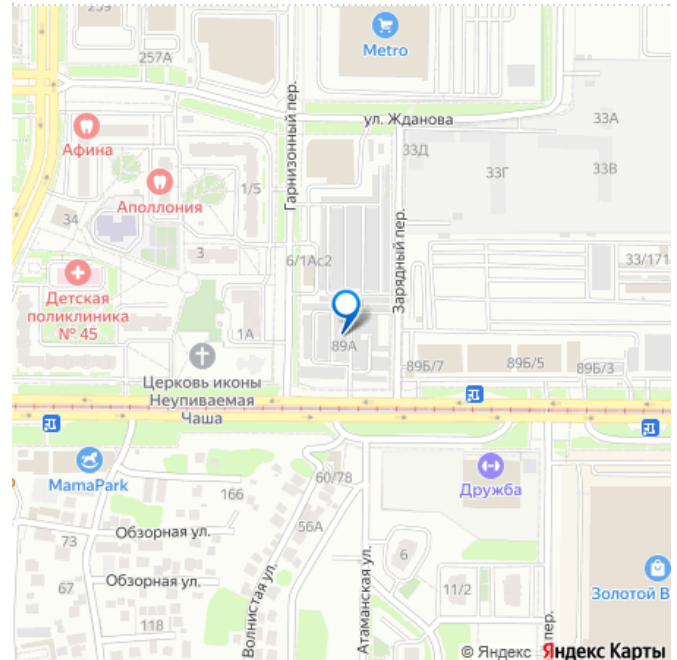 257А
Metro
ул. Жданова
33А
Афина
Гарнизонный пер.
33Д
33Г
33В
1/5
Аполлония
34
3
6/1Ас2
Зарядный пер.
33/171
Детская
поликлиника
№ 45
1А
89А
89Б/7
89Б/5
89Б/3
Церковь иконы
Неупиваемая
Чаша
MamaPark
166
60/78
Дружба
Обзорная ул.
56А
73
6
67
Обзорная ул.
Волнистая ул.
Атаманская ул.
11/2
Золотой В
118
пер.
© Яндекс Яндекс Карты